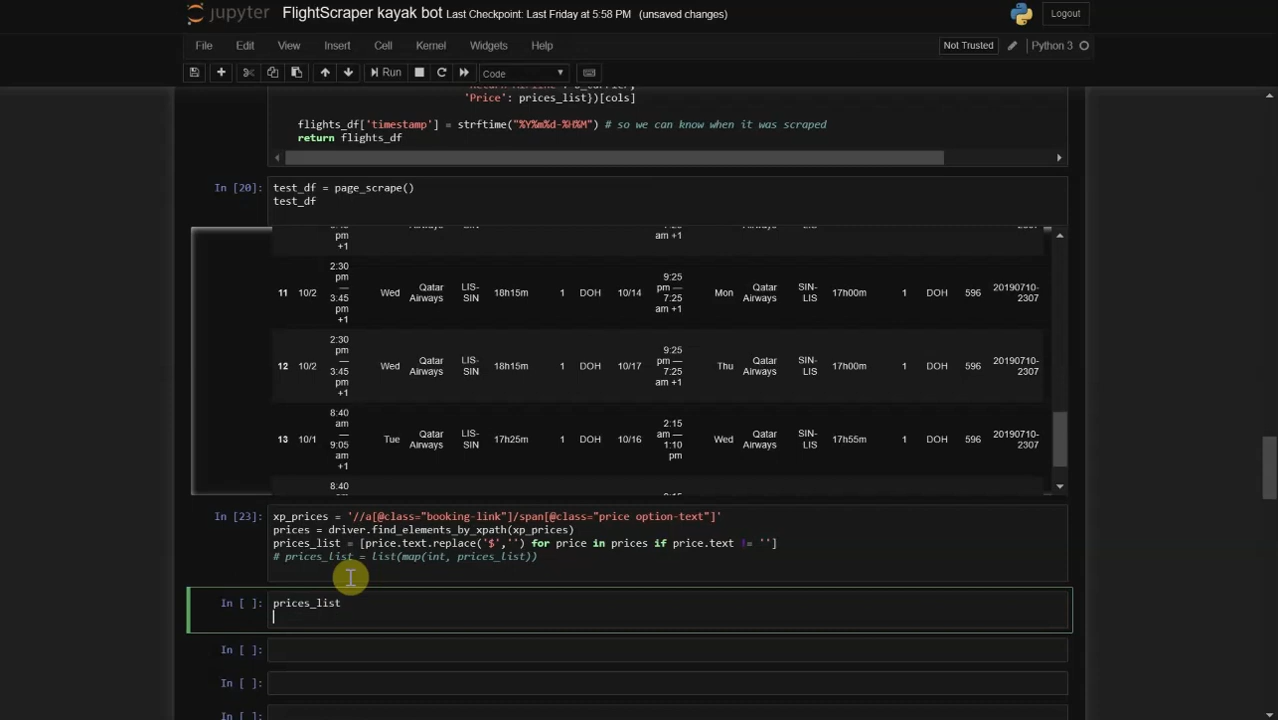 jupyter FlightScraper kayak bot Last Checkpoint: Last Friday at 5:58 PM (unsaved changes) Logout
File Edit View Insert Cell Kernel Widgets Help Not Trusted Python 3
Run Code
'Price': prices_list})[cols]
flights_df['timestamp'] = strftime("%Y%m%d-%H%M") # so we can know when it was scraped
return flights_df
In [20]: test_df = page_scrape()
test_df
pm
+1
am +1
2:30
pm
—
3:45
pm
+1
11 10/2 Wed Qatar Airways LIS-SIN 18h15m 1 DOH 10/14 9:25 pm — 7:25 am +1 Mon Qatar Airways SIN-LIS 17h00m 1 DOH 596 20190710-2307
2:30
pm
—
3:45
pm
+1
12 10/2 Wed Qatar Airways LIS-SIN 18h15m 1 DOH 10/17 9:25 pm — 7:25 am +1 Thu Qatar Airways SIN-LIS 17h00m 1 DOH 596 20190710-2307
8:40
am
—
9:05
am
+1
13 10/1 Tue Qatar Airways LIS-SIN 17h25m 1 DOH 10/16 2:15 am — 1:10 pm Wed Qatar Airways SIN-LIS 17h55m 1 DOH 596 20190710-2307
8:40
In [23]: xp_prices = '//a[@class="booking-link"]/span[@class="price option-text"]'
prices = driver.find_elements_by_xpath(xp_prices)
prices_list = [price.text.replace('$','') for price in prices if price.text != '']
# prices_list = list(map(int, prices_list))
In [ ]: prices_list
In [ ]:
In [ ]:
In [ ]: